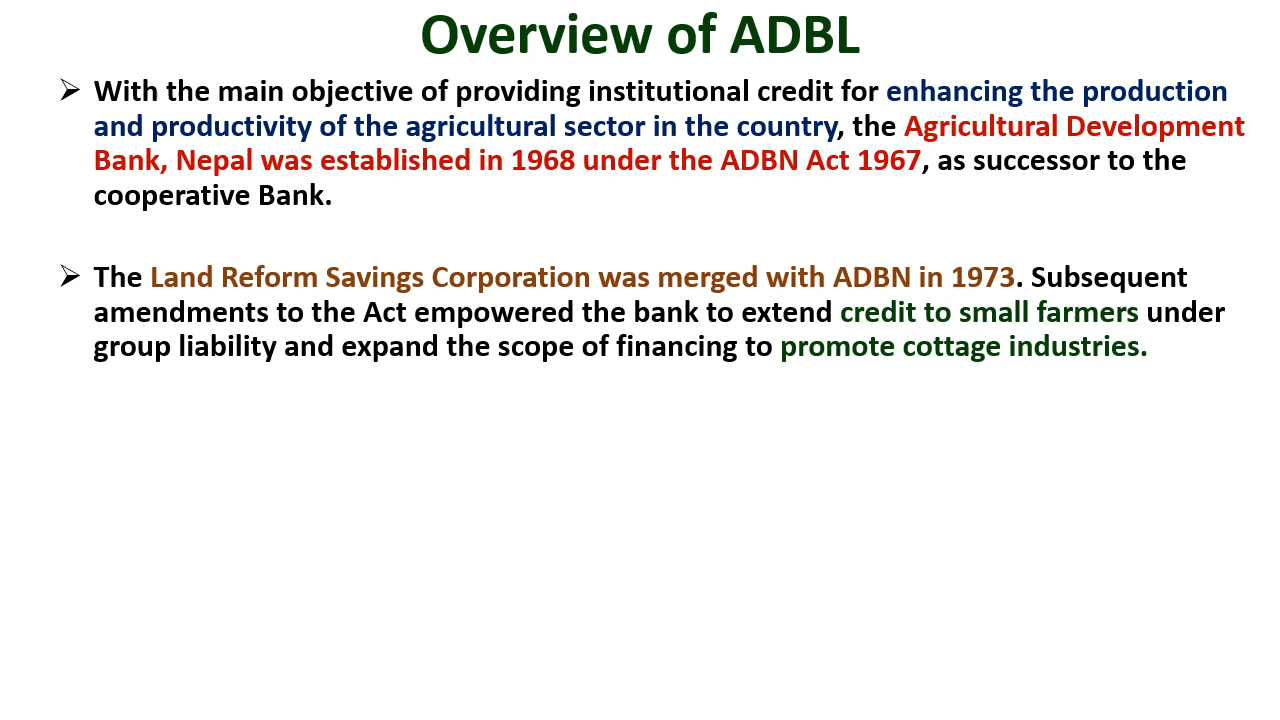 Overview of ADBL
➢ With the main objective of providing institutional credit for enhancing the production
and productivity of the agricultural sector in the country, the Agricultural Development
Bank, Nepal was established in 1968 under the ADBN Act 1967, as successor to the
cooperative Bank.
➢ The Land Reform Savings Corporation was merged with ADBN in 1973. Subsequent
amendments to the Act empowered the bank to extend credit to small farmers under
group liability and expand the scope of financing to promote cottage industries.